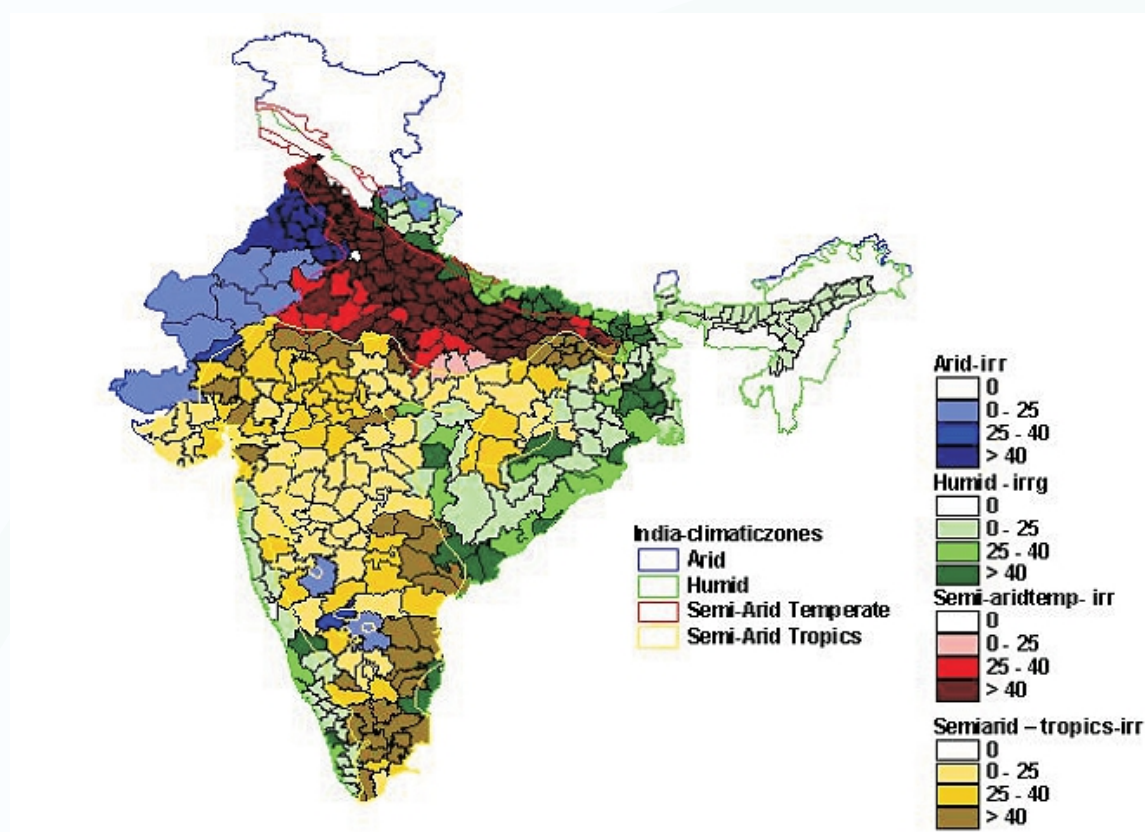 India-climaticzones
Arid
Humid
Semi-Arid Temperate
Semi-Arid Tropics
Arid-irr
0
0 - 25
25 - 40
> 40
Humid -irrg
0
0 - 25
25 - 40
> 40
Semi-aridtemp- irr
0
0 - 25
25 - 40
> 40
Semiarid – tropics-irr
0
0 - 25
25 - 40
> 40